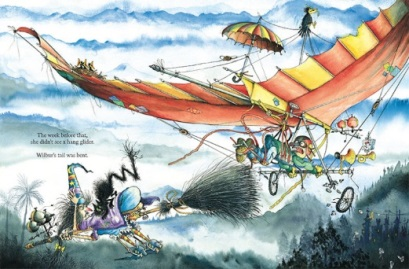 The week before that,
she didn't see a hang glider.
Wilbur's tail was bent.